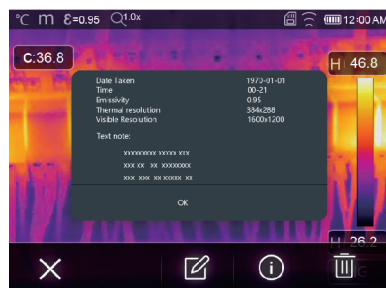 °C m ε=0.95 1.0x 12:00 AM
C:36.8
H 46.8
Date Taken 1970-01-01
Time 00-21
Emissivity 0.95
Thermal resolution 384x288
Visible Resolution 1600x1200
Text note:
xxxxxxxxx xxxxx xxx
xxx xx xx xxxxxxxx
xxx xxx xx xxxxx xx
OK
H 26.2